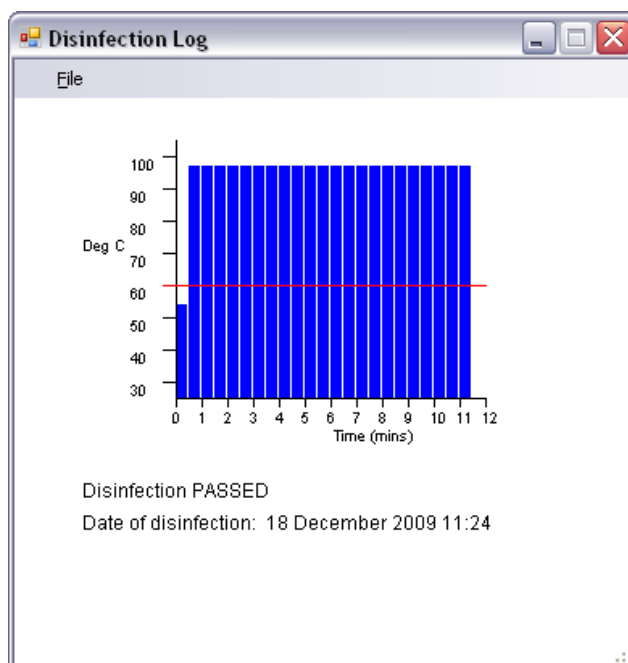 Disinfection Log
File
100
90
80
Deg C
70
60
50
40
30
0 1 2 3 4 5 6 7 8 9 10 11 12
Time (mins)
Disinfection PASSED
Date of disinfection: 18 December 2009 11:24